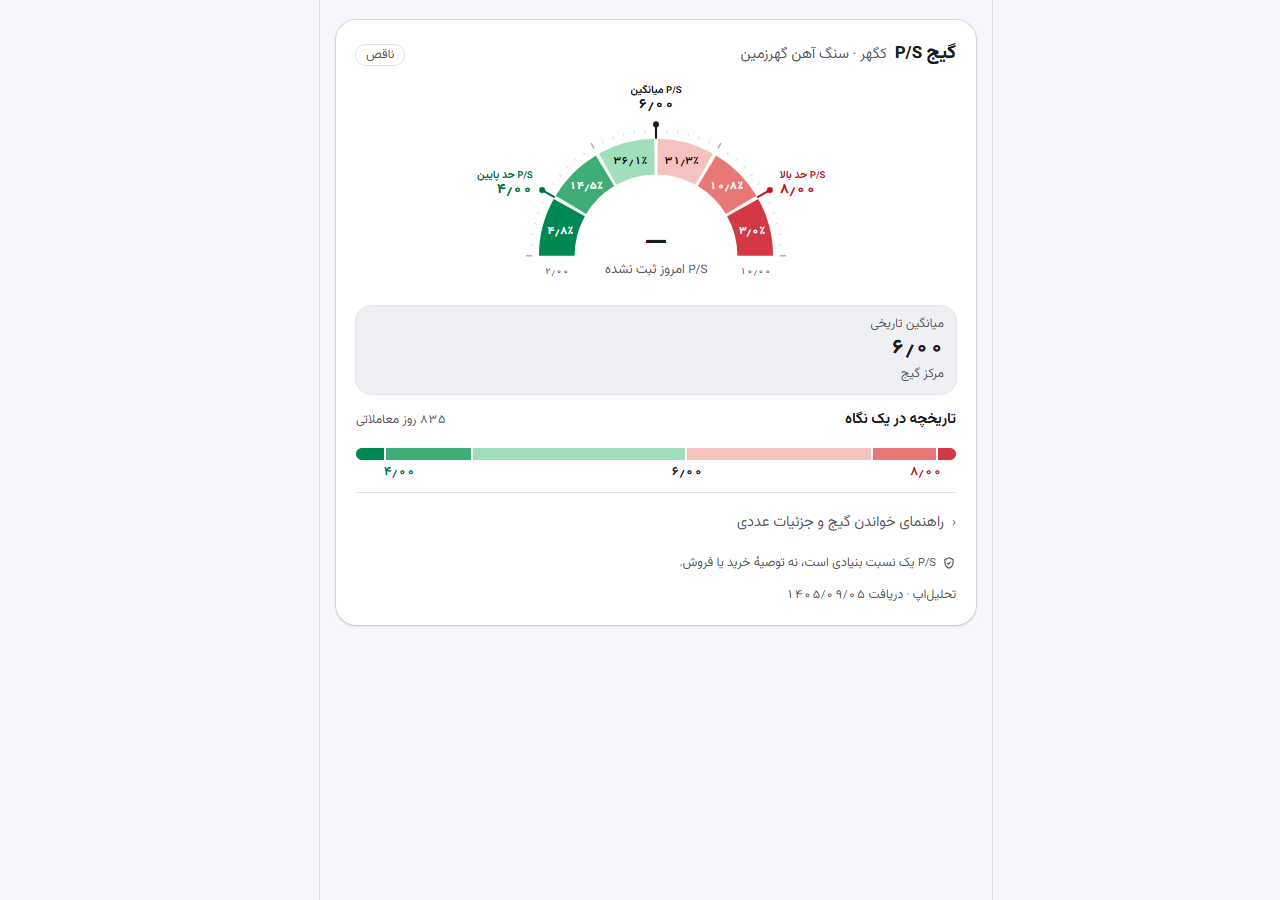 گیج P/S کگهر · سنگ آهن گهرزمین
ناقص
P/S میانگین
۶٫۰۰
۳۶٫۱٪ ۳۱٫۳٪
P/S حد پایین
۴٫۰۰
P/S حد بالا
۸٫۰۰
۱۴٫۵٪ ۱۰٫۸٪
۴٫۸٪ ۳٫۰٪
—
۲٫۰۰
P/S امروز ثبت نشده
۱۰٫۰۰
میانگین تاریخی
۶٫۰۰
مرکز گیج
تاریخچه در یک نگاه
۸۳۵ روز معاملاتی
۴٫۰۰ ۶٫۰۰ ۸٫۰۰
‹ راهنمای خواندن گیج و جزئیات عددی
P/S یک نسبت بنیادی است، نه توصیهٔ خرید یا فروش.
تحلیل‌اپ · دریافت ۱۴۰۵/۰۹/۰۵